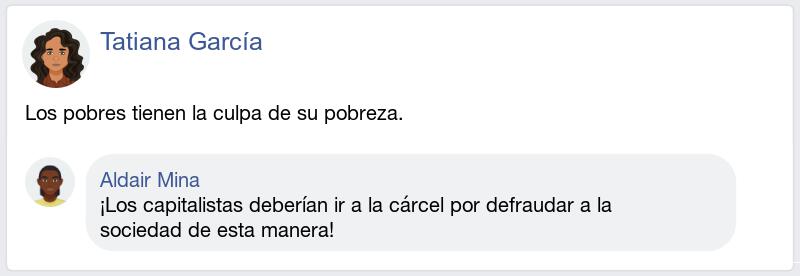 Tatiana García
Los pobres tienen la culpa de su pobreza.
Aldair Mina
¡Los capitalistas deberían ir a la cárcel por defraudar a la
sociedad de esta manera!